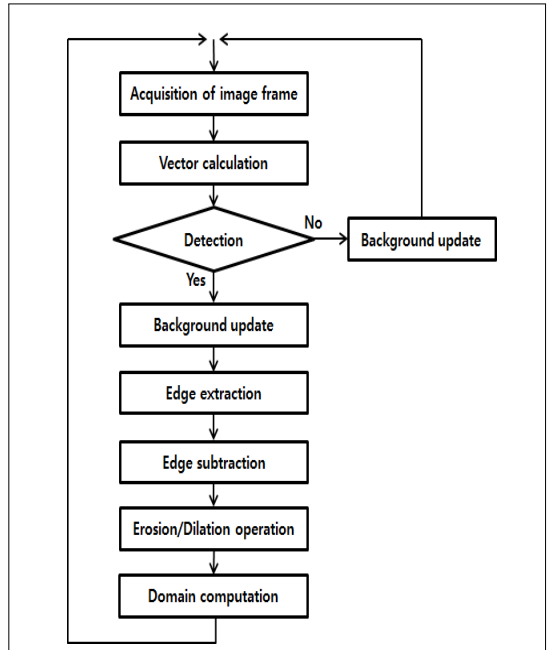 Acquisition of image frame
Vector calculation
Detection
No
Background update
Yes
Background update
Edge extraction
Edge subtraction
Erosion/Dilation operation
Domain computation